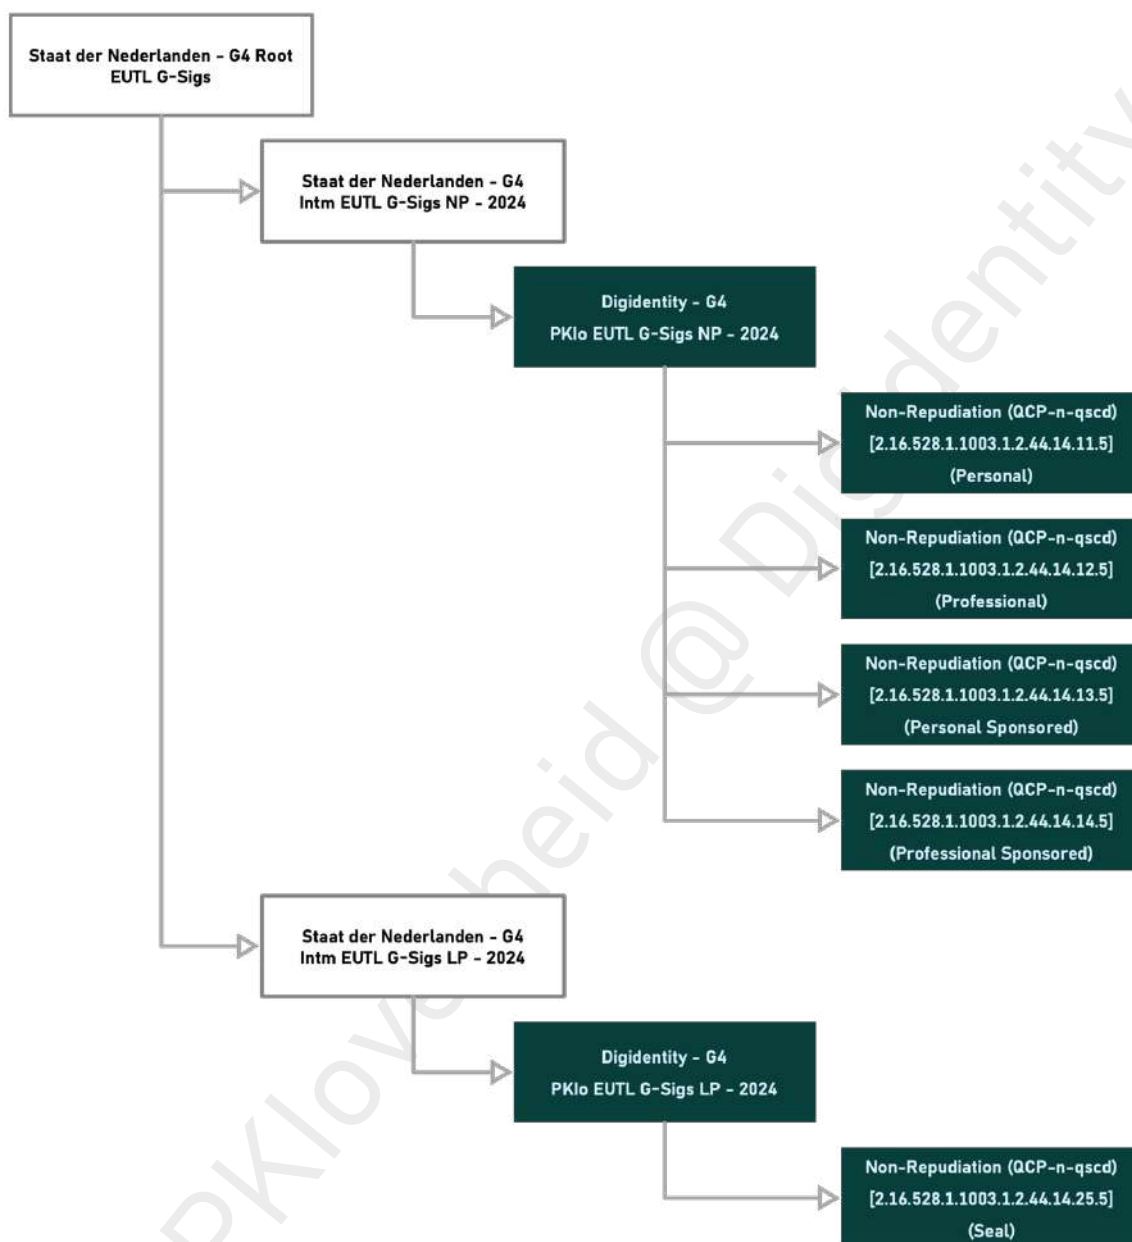 Staat der Nederlanden - G4 Root
EUTL G-Sigs
Staat der Nederlanden - G4
Intm EUTL G-Sigs NP - 2024
Digidentity - G4
PKIo EUTL G-Sigs NP - 2024
Non-Repudiation (QCP-n-qscd)
[2.16.528.1.1003.1.2.44.14.11.5]
(Personal)
Non-Repudiation (QCP-n-qscd)
[2.16.528.1.1003.1.2.44.14.12.5]
(Professional)
Non-Repudiation (QCP-n-qscd)
[2.16.528.1.1003.1.2.44.14.13.5]
(Personal Sponsored)
Non-Repudiation (QCP-n-qscd)
[2.16.528.1.1003.1.2.44.14.14.5]
(Professional Sponsored)
Staat der Nederlanden - G4
Intm EUTL G-Sigs LP - 2024
Digidentity - G4
PKIo EUTL G-Sigs LP - 2024
Non-Repudiation (QCP-n-qscd)
[2.16.528.1.1003.1.2.44.14.25.5]
(Seal)
@ Digidentity